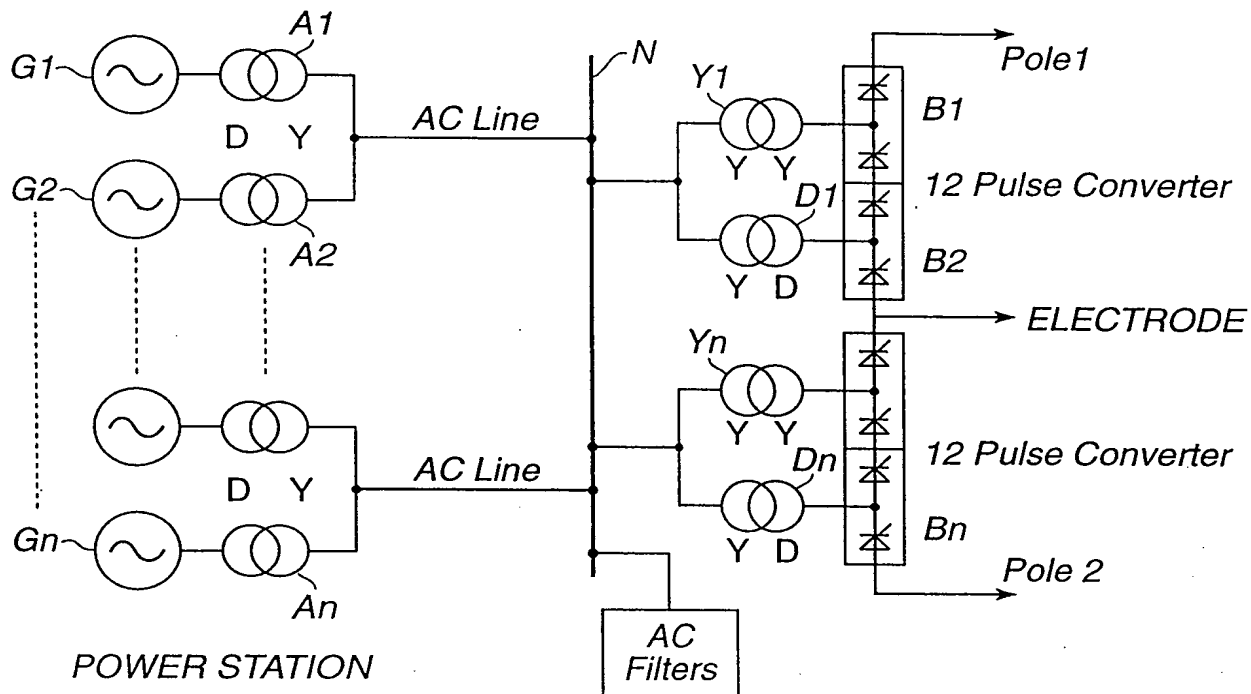 G1
A1
D Y
G2
A2
AC Line
N
Y1
Y Y
D1
Y D
Pole1
B1
12 Pulse Converter
B2
ELECTRODE
D Y
Gn
An
AC Line
Yn
Y Y
Dn
Y D
12 Pulse Converter
Bn
Pole 2
AC
Filters
POWER STATION